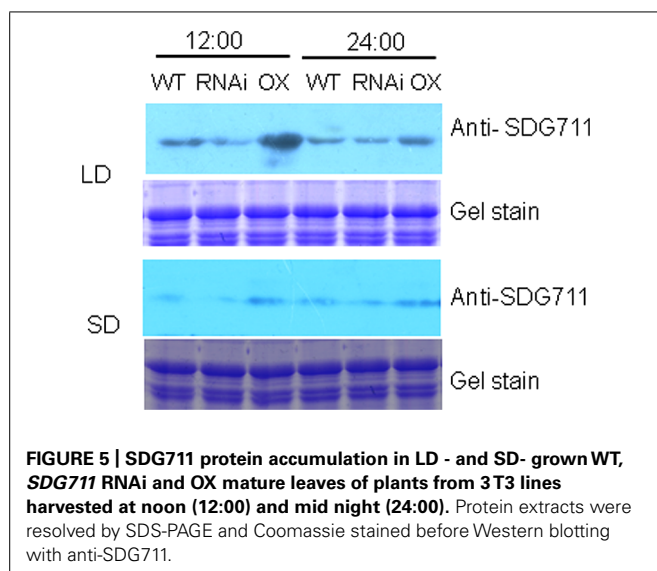 12:00 24:00
WT RNAi OX WT RNAi OX
Anti- SDG711
LD
Gel stain
Anti-SDG711
SD
Gel stain
FIGURE 5 | SDG711 protein accumulation in LD - and SD- grown WT,
SDG711 RNAi and OX mature leaves of plants from 3 T3 lines
harvested at noon (12:00) and mid night (24:00). Protein extracts were
resolved by SDS-PAGE and Coomassie stained before Western blotting
with anti-SDG711.